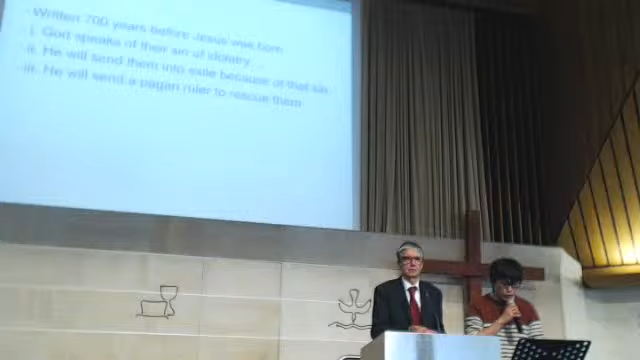 Written 700 years before Jesus was born
i. God speaks of their sin of idolatry
ii. He will send them into exile because of that sin
iii. He will send a pagan ruler to rescue them